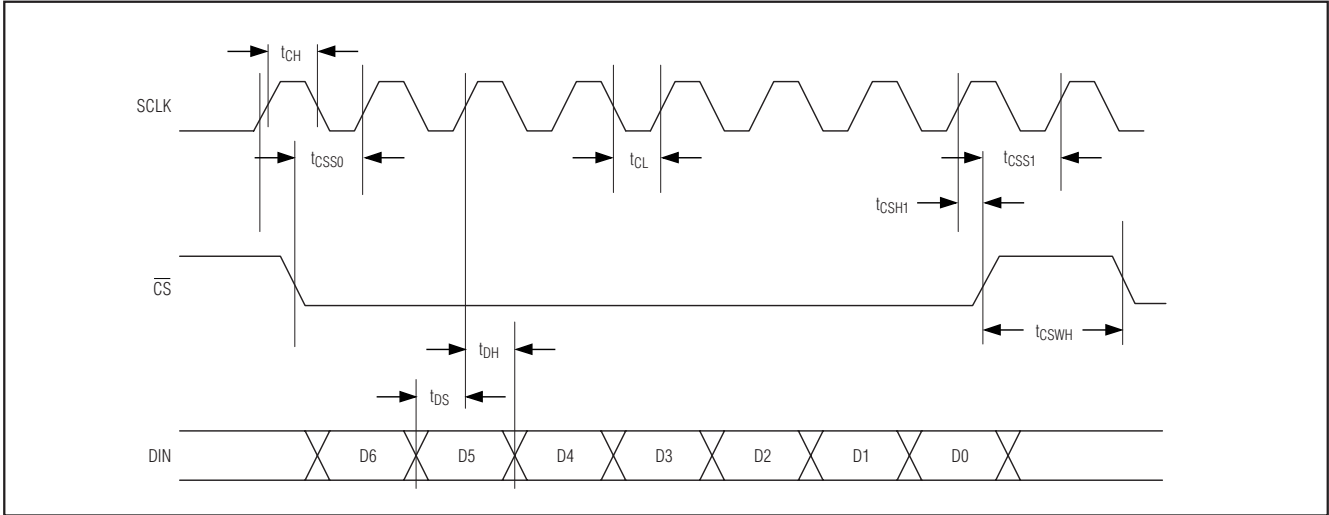 tCH
SCLK
tCSS0
tCL
tCSS1
tCSH1
CS
tCSWH
tDH
tDS
DIN
D6
D5
D4
D3
D2
D1
D0